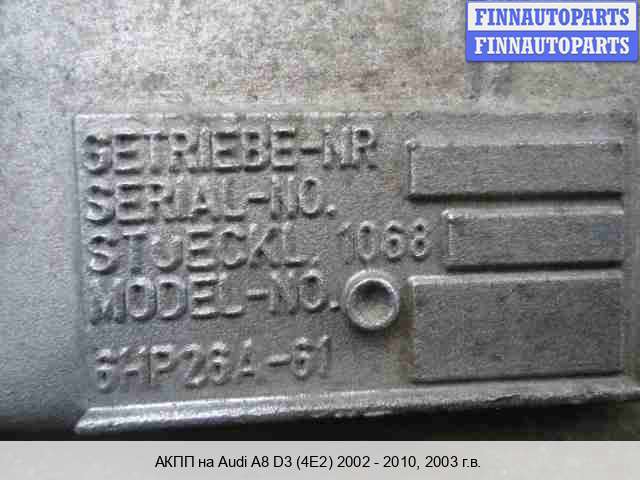 FINNAUTOPARTS
FINNAUTOPARTS
GETRIEBE-NR
SERIAL-NO.
STUECKL. 1068
MODEL-NO.
6HP26A-61
АКПП на Audi A8 D3 (4E2) 2002 - 2010, 2003 г.в.